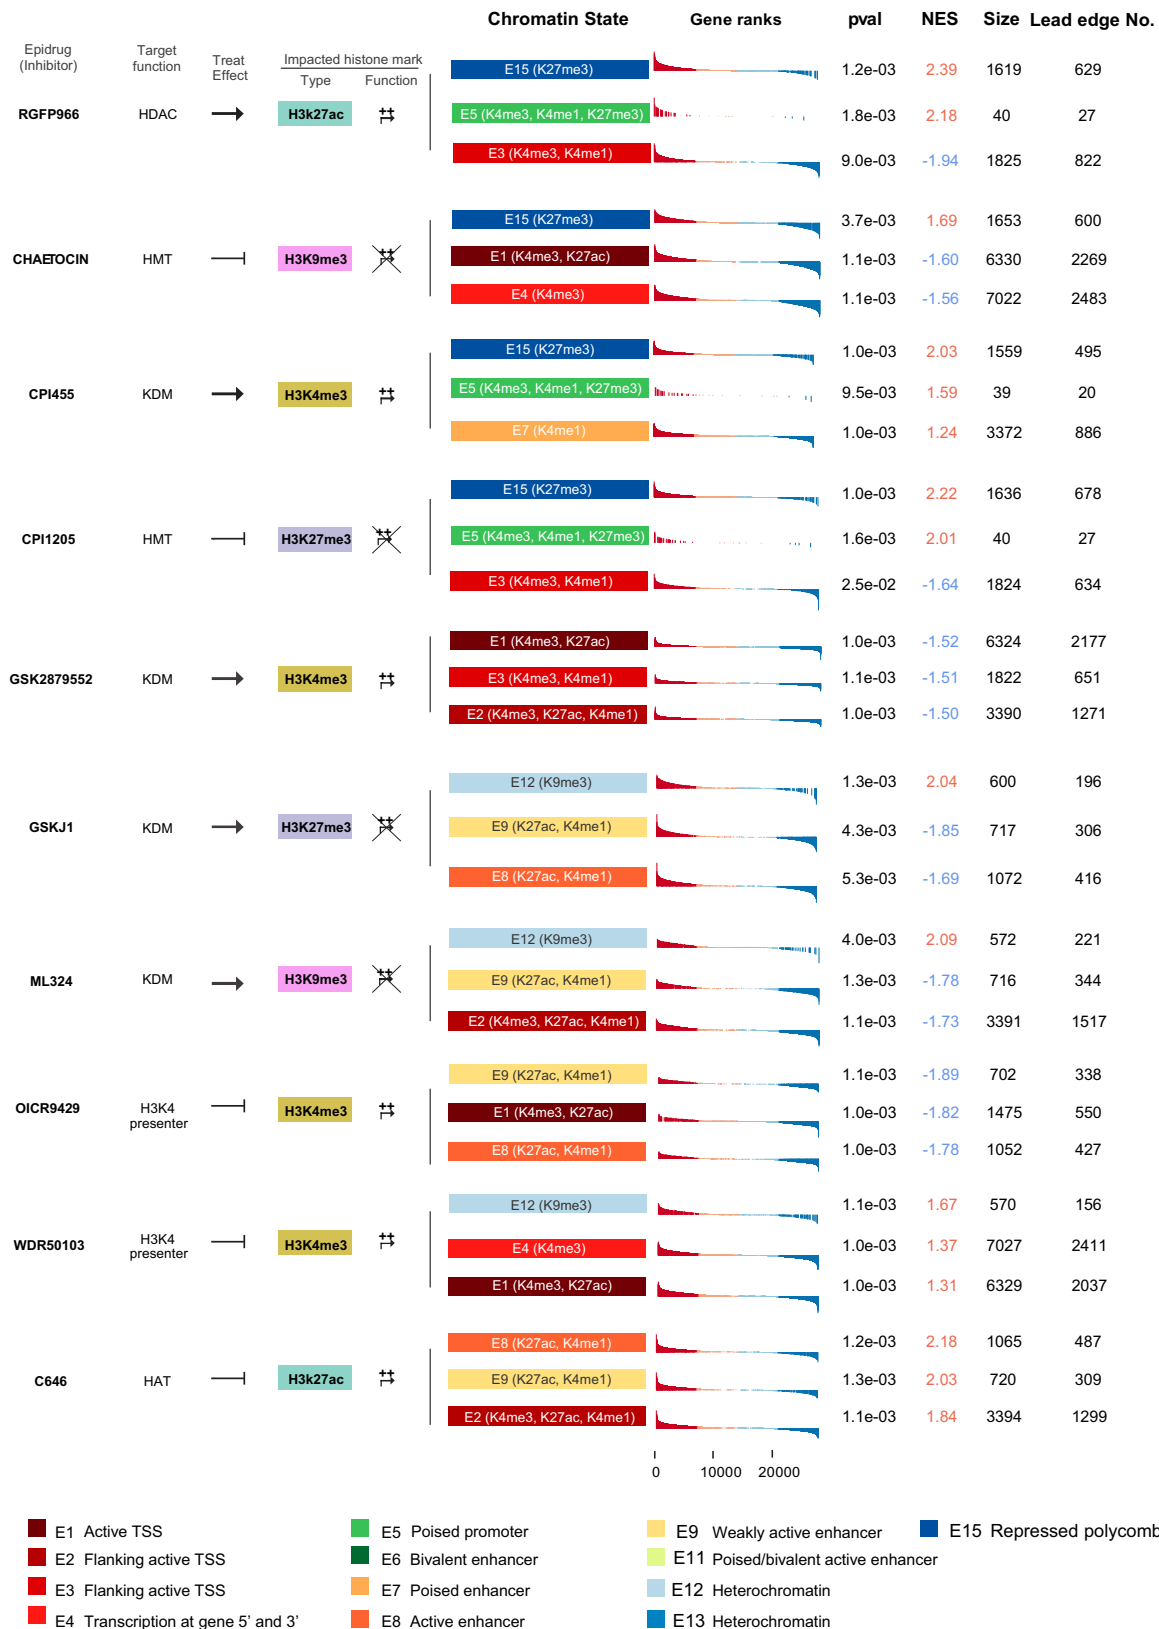 Chromatin State Gene ranks pval NES Size Lead edge No.
Epidrug (Inhibitor) Target function Treat Effect Impacted histone mark
Type Function
E15 (K27me3) 1.2e-03 2.39 1619 629
RGFP966 HDAC H3k27ac ++ E5 (K4me3, K4me1, K27me3) 1.8e-03 2.18 40 27
E3 (K4me3, K4me1) 9.0e-03 -1.94 1825 822
E15 (K27me3) 3.7e-03 1.69 1653 600
CHAETOCIN HMT H3K9me3 ++ E1 (K4me3, K27ac) 1.1e-03 -1.60 6330 2269
E4 (K4me3) 1.1e-03 -1.56 7022 2483
E15 (K27me3) 1.0e-03 2.03 1559 495
CPI455 KDM H3K4me3 ++ E5 (K4me3, K4me1, K27me3) 9.5e-03 1.59 39 20
E7 (K4me1) 1.0e-03 1.24 3372 886
E15 (K27me3) 1.0e-03 2.22 1636 678
CPI1205 HMT H3K27me3 ++ E5 (K4me3, K4me1, K27me3) 1.6e-03 2.01 40 27
E3 (K4me3, K4me1) 2.5e-02 -1.64 1824 634
E1 (K4me3, K27ac) 1.0e-03 -1.52 6324 2177
GSK2879552 KDM H3K4me3 ++ E3 (K4me3, K4me1) 1.1e-03 -1.51 1822 651
E2 (K4me3, K27ac, K4me1) 1.0e-03 -1.50 3390 1271
E12 (K9me3) 1.3e-03 2.04 600 196
GSKJ1 KDM H3K27me3 ++ E9 (K27ac, K4me1) 4.3e-03 -1.85 717 306
E8 (K27ac, K4me1) 5.3e-03 -1.69 1072 416
E12 (K9me3) 4.0e-03 2.09 572 221
ML324 KDM H3K9me3 ++ E9 (K27ac, K4me1) 1.3e-03 -1.78 716 344
E2 (K4me3, K27ac, K4me1) 1.1e-03 -1.73 3391 1517
E9 (K27ac, K4me1) 1.1e-03 -1.89 702 338
OICR9429 H3K4 presenter H3K4me3 ++ E1 (K4me3, K27ac) 1.0e-03 -1.82 1475 550
E8 (K27ac, K4me1) 1.0e-03 -1.78 1052 427
E12 (K9me3) 1.1e-03 1.67 570 156
WDR50103 H3K4 presenter H3K4me3 ++ E4 (K4me3) 1.0e-03 1.37 7027 2411
E1 (K4me3, K27ac) 1.0e-03 1.31 6329 2037
E8 (K27ac, K4me1) 1.2e-03 2.18 1065 487
C646 HAT H3k27ac ++ E9 (K27ac, K4me1) 1.3e-03 2.03 720 309
E2 (K4me3, K27ac, K4me1) 1.1e-03 1.84 3394 1299
0 10000 20000
E1 Active TSS E5 Poised promoter E9 Weakly active enhancer E15 Repressed polycomb
E2 Flanking active TSS E6 Bivalent enhancer E11 Poised/bivalent active enhancer
E3 Flanking active TSS E7 Poised enhancer E12 Heterochromatin
E4 Transcription at gene 5’ and 3’ E8 Active enhancer E13 Heterochromatin